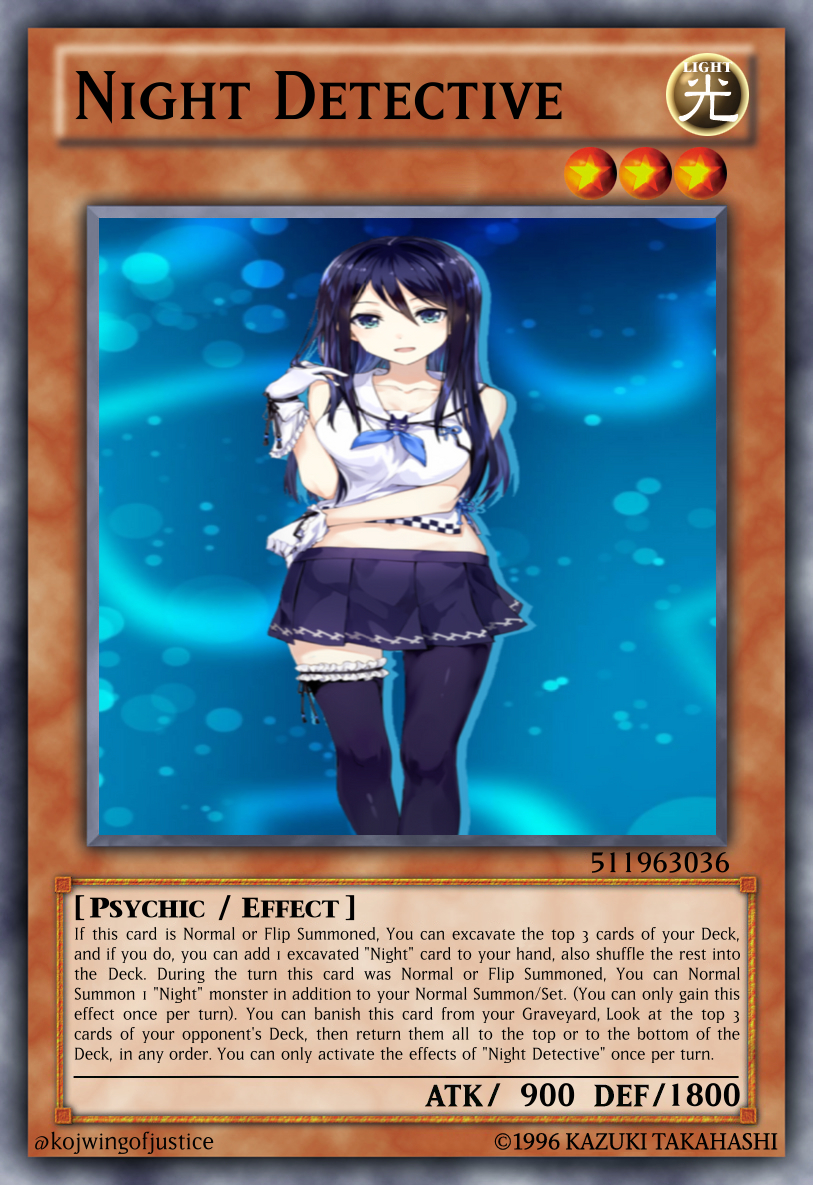 Night Detective
LIGHT
光
511963036
[ Psychic / Effect ]
If this card is Normal or Flip Summoned, You can excavate the top 3 cards of your Deck,
and if you do, you can add 1 excavated "Night" card to your hand, also shuffle the rest into
the Deck. During the turn this card was Normal or Flip Summoned, You can Normal
Summon 1 "Night" monster in addition to your Normal Summon/Set. (You can only gain this
effect once per turn). You can banish this card from your Graveyard, Look at the top 3
cards of your opponent's Deck, then return them all to the top or to the bottom of the
Deck, in any order. You can only activate the effects of "Night Detective" once per turn.
ATK/ 900 DEF/1800
@kojwingofjustice ©1996 KAZUKI TAKAHASHI